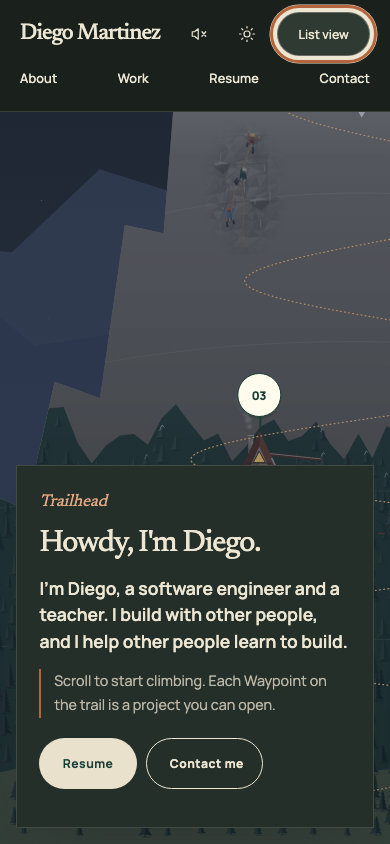 Diego Martinez
List view
About
Work
Resume
Contact
03
Trailhead
Howdy, I'm Diego.
I'm Diego, a software engineer and a
teacher. I build with other people,
and I help other people learn to build.
Scroll to start climbing. Each Waypoint on
the trail is a project you can open.
Resume
Contact me